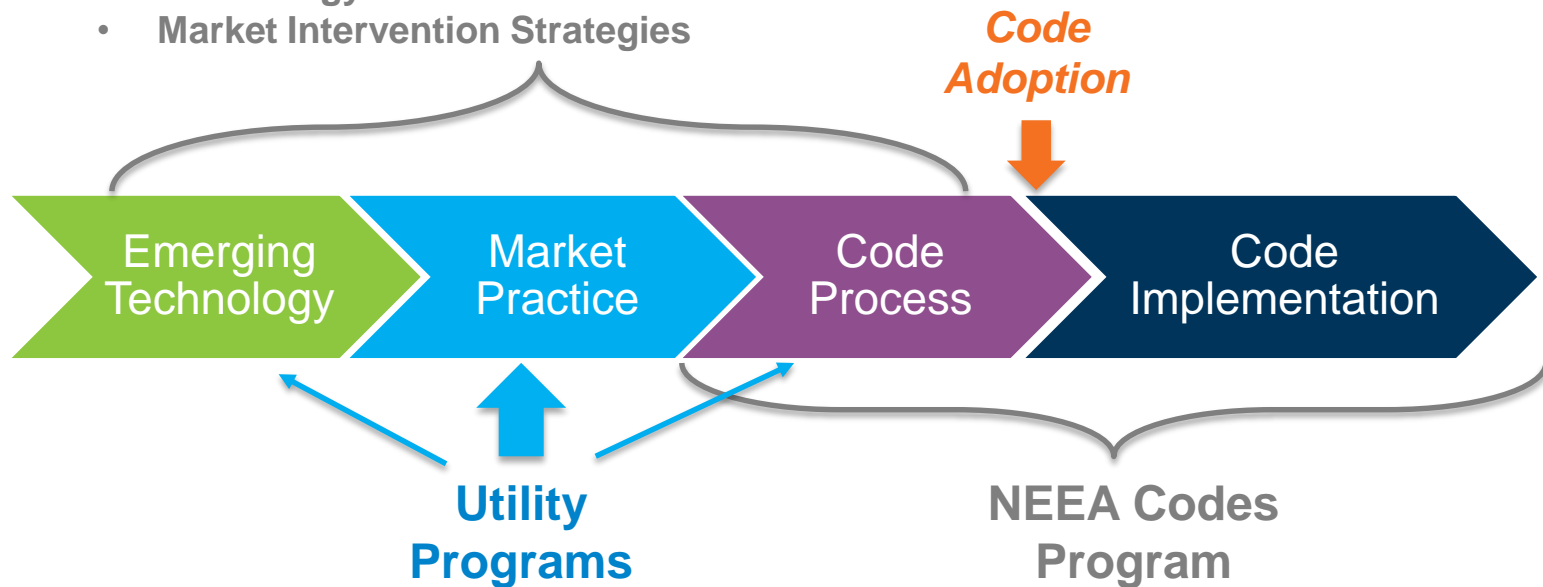 • Market Intervention Strategies
Code
Adoption
Emerging
Technology
Market
Practice
Code
Process
Code
Implementation
Utility
Programs
NEEA Codes
Program